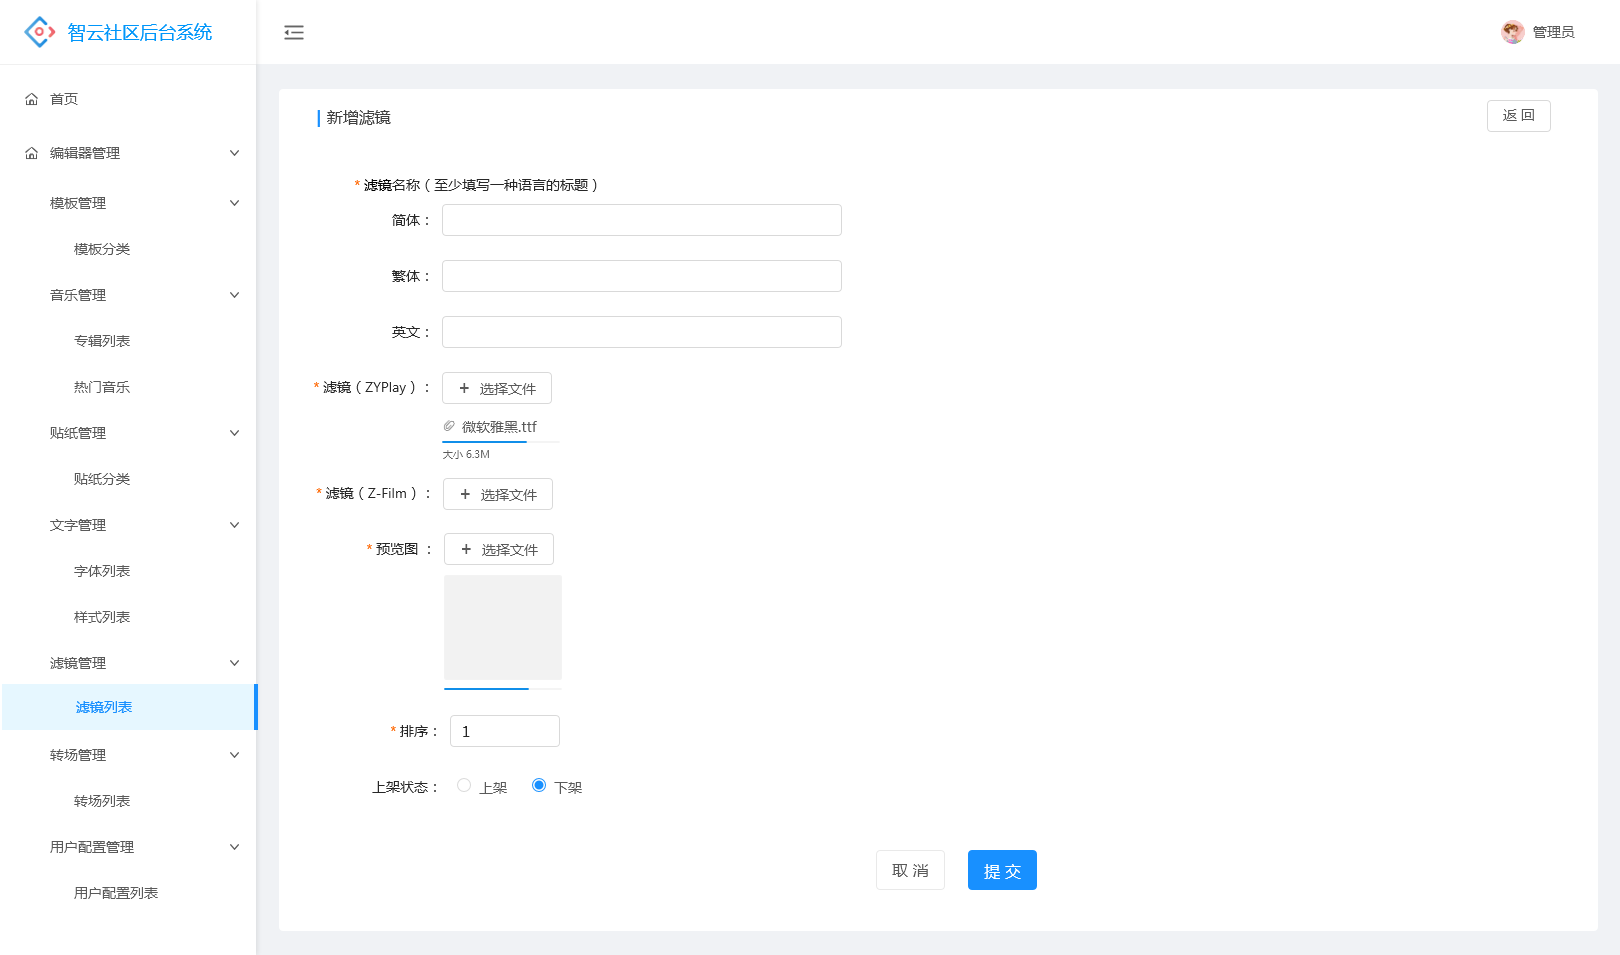 智云社区后台系统
管理员
首页
编辑器管理
模板管理
模板分类
音乐管理
专辑列表
热门音乐
贴纸管理
贴纸分类
文字管理
字体列表
样式列表
滤镜管理
滤镜列表
转场管理
转场列表
用户配置管理
用户配置列表
新增滤镜
返 回
*滤镜名称（至少填写一种语言的标题）
简体：
繁体：
英文：
*滤镜（ZYPlay）： + 选择文件
微软雅黑.ttf
大小 6.3M
*滤镜（Z-Film）： + 选择文件
*预览图 ： + 选择文件
*排序： 1
上架状态： 上架 下架
取 消 提 交